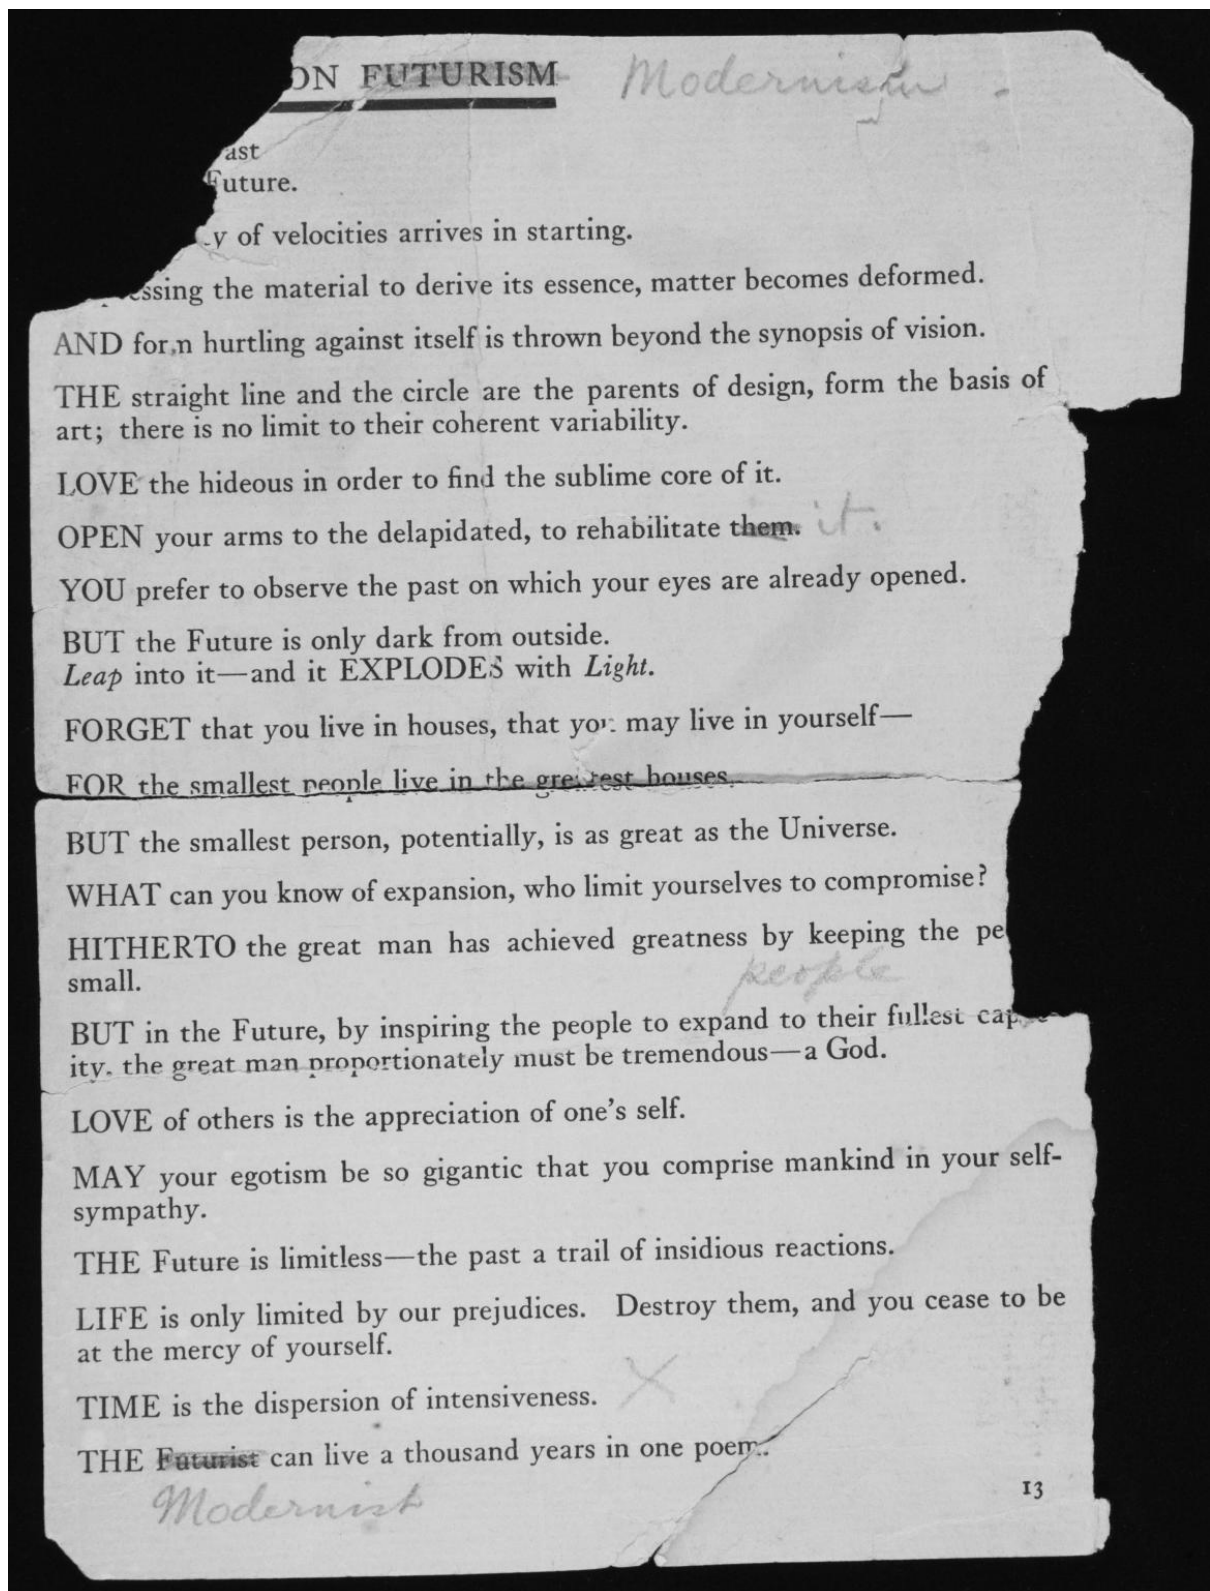 ON FUTURISM Modernism -
ast
Future.
y of velocities arrives in starting.
essing the material to derive its essence, matter becomes deformed.
AND form hurtling against itself is thrown beyond the synopsis of vision.
THE straight line and the circle are the parents of design, form the basis of
art; there is no limit to their coherent variability.
LOVE the hideous in order to find the sublime core of it.
OPEN your arms to the delapidated, to rehabilitate them. it.
YOU prefer to observe the past on which your eyes are already opened.
BUT the Future is only dark from outside.
Leap into it—and it EXPLODES with Light.
FORGET that you live in houses, that you may live in yourself—
FOR the smallest people live in the greatest houses.
BUT the smallest person, potentially, is as great as the Universe.
WHAT can you know of expansion, who limit yourselves to compromise?
HITHERTO the great man has achieved greatness by keeping the pe
small.
people
BUT in the Future, by inspiring the people to expand to their fullest capac-
ity, the great man proportionately must be tremendous—a God.
LOVE of others is the appreciation of one's self.
MAY your egotism be so gigantic that you comprise mankind in your self-
sympathy.
THE Future is limitless—the past a trail of insidious reactions.
LIFE is only limited by our prejudices. Destroy them, and you cease to be
at the mercy of yourself.
TIME is the dispersion of intensiveness. X
THE Futurist can live a thousand years in one poem.
Modernist
13